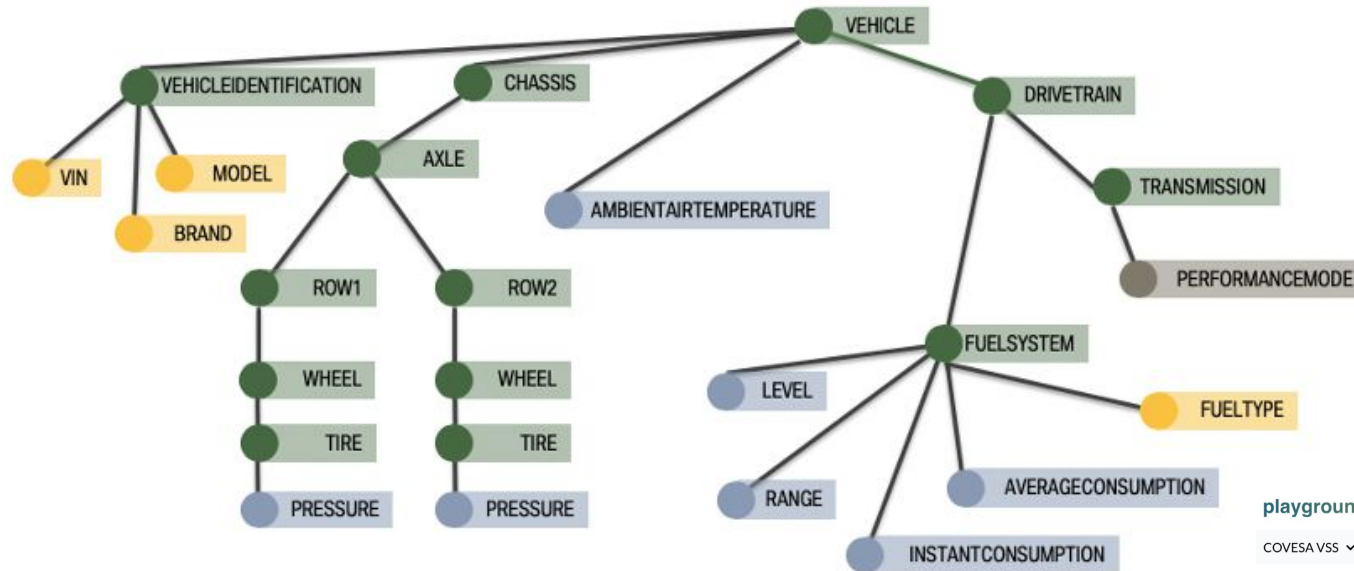 VEHICLE
VEHICLEIDENTIFICATION
CHASSIS
DRIVETRAIN
AXLE
VIN
MODEL
TRANSMISSION
AMBIENTAIRTEMPERATURE
BRAND
PERFORMANCEMODE
ROW1
ROW2
FUELSYSTEM
WHEEL
WHEEL
LEVEL
FUELTYPE
TIRE
TIRE
AVERAGECONSUMPTION
RANGE
PRESSURE
PRESSURE
playgroun
COVESA VSS
INSTANTCONSUMPTION